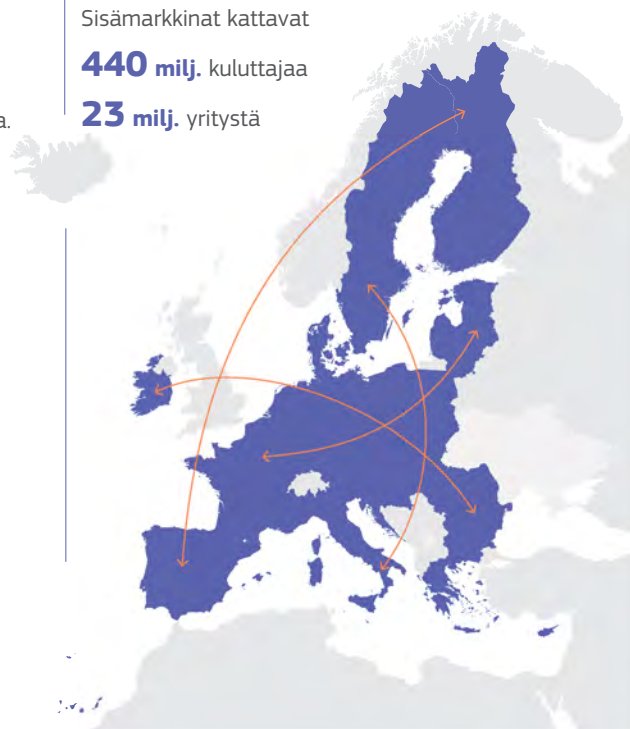 Sisämarkkinat kattavat
440 milj. kuluttajaa
23 milj. yritystä
a.